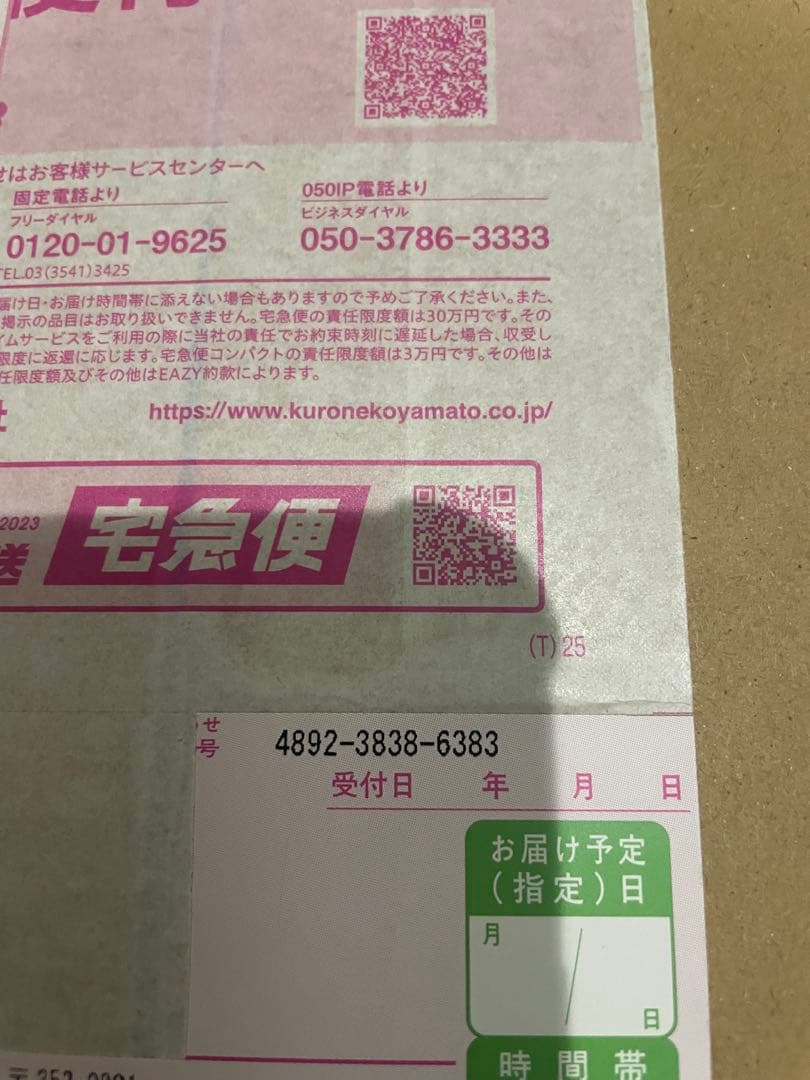 せはお客様サービスセンターへ
固定電話より
050IP電話より
フリーダイヤル
ビジネスダイヤル
0120-01-9625
050-3786-3333
TEL.03(3541)3425
届け日・お届け時間帯に添えない場合もありますので予めご了承ください。また、
掲示の品目はお取り扱いできません。宅急便の責任限度額は30万円です。その
イムサービスをご利用の際に当社の責任でお約束時刻に遅延した場合、収受し
限度に返還に応じます。宅急便コンパクトの責任限度額は3万円です。その他は
任限度額及びその他はEAZY約款によります。
社
https://www.kuronekoyamato.co.jp/
2023
送
宅急便
(T)25
せ
号
4892-3838-6383
受付日 年 月 日
お届け予定
(指定)日
月
日
時間帯